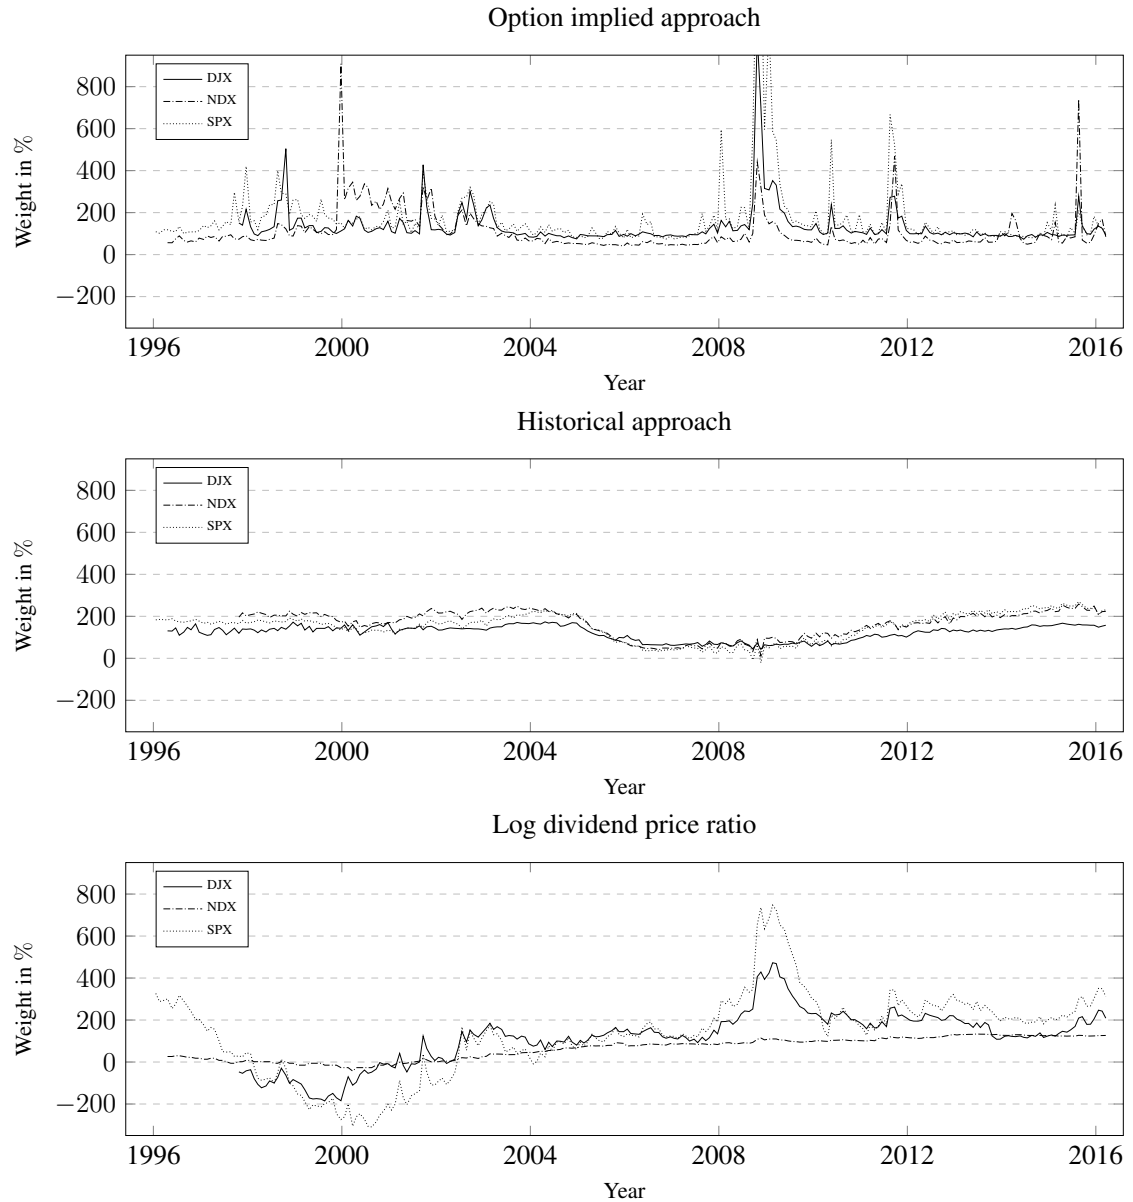 Option implied approach
800
600
400
200
0
−200
Weight in %
DJX
NDX
SPX
1996 2000 2004 2008 2012 2016
Year
Historical approach
800
600
400
200
0
−200
Weight in %
DJX
NDX
SPX
1996 2000 2004 2008 2012 2016
Year
Log dividend price ratio
800
600
400
200
0
−200
Weight in %
DJX
NDX
SPX
1996 2000 2004 2008 2012 2016
Year